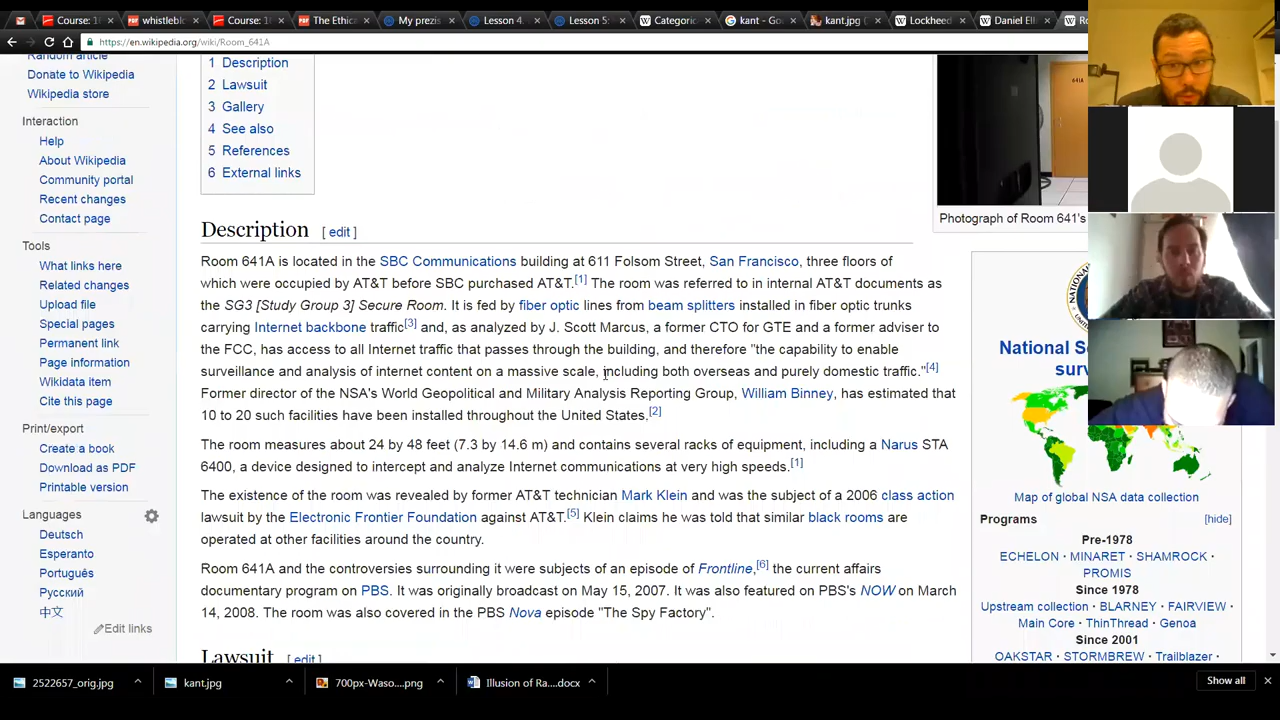 Course: 1
whistleb
Course: 1
The Ethica
My prezis
Lesson 4.
Lesson 5:
Categoric
kant - Goo
kant.jpg (
Lockheed
Daniel Ell
https://en.wikipedia.org/wiki/Room_641A
Random article
Donate to Wikipedia
Wikipedia store
Interaction
Help
About Wikipedia
Community portal
Recent changes
Contact page
Tools
What links here
Related changes
Upload file
Special pages
Permanent link
Page information
Wikidata item
Cite this page
Print/export
Create a book
Download as PDF
Printable version
Languages
Deutsch
Esperanto
Português
Русский
中文
Edit links
1 Description
2 Lawsuit
3 Gallery
4 See also
5 References
6 External links
Description [ edit ]
Room 641A is located in the SBC Communications building at 611 Folsom Street, San Francisco, three floors of
which were occupied by AT&T before SBC purchased AT&T.[1] The room was referred to in internal AT&T documents as
the SG3 [Study Group 3] Secure Room. It is fed by fiber optic lines from beam splitters installed in fiber optic trunks
carrying Internet backbone traffic[3] and, as analyzed by J. Scott Marcus, a former CTO for GTE and a former adviser to
the FCC, has access to all Internet traffic that passes through the building, and therefore "the capability to enable
surveillance and analysis of internet content on a massive scale, including both overseas and purely domestic traffic."[4]
Former director of the NSA's World Geopolitical and Military Analysis Reporting Group, William Binney, has estimated that
10 to 20 such facilities have been installed throughout the United States.[2]
The room measures about 24 by 48 feet (7.3 by 14.6 m) and contains several racks of equipment, including a Narus STA
6400, a device designed to intercept and analyze Internet communications at very high speeds.[1]
The existence of the room was revealed by former AT&T technician Mark Klein and was the subject of a 2006 class action
lawsuit by the Electronic Frontier Foundation against AT&T.[5] Klein claims he was told that similar black rooms are
operated at other facilities around the country.
Room 641A and the controversies surrounding it were subjects of an episode of Frontline,[6] the current affairs
documentary program on PBS. It was originally broadcast on May 15, 2007. It was also featured on PBS's NOW on March
14, 2008. The room was also covered in the PBS Nova episode "The Spy Factory".
Lawsuit [ edit ]
641A
Photograph of Room 641's
National S
Map of global NSA data collection
Programs [hide]
Pre-1978
ECHELON · MINARET · SHAMROCK ·
PROMIS
Since 1978
Upstream collection · BLARNEY · FAIRVIEW ·
Main Core · ThinThread · Genoa
Since 2001
OAKSTAR · STORMBREW · Trailblazer ·
2522657_orig.jpg
kant.jpg
700px-Waso....png
Illusion of Ra....docx
Show all